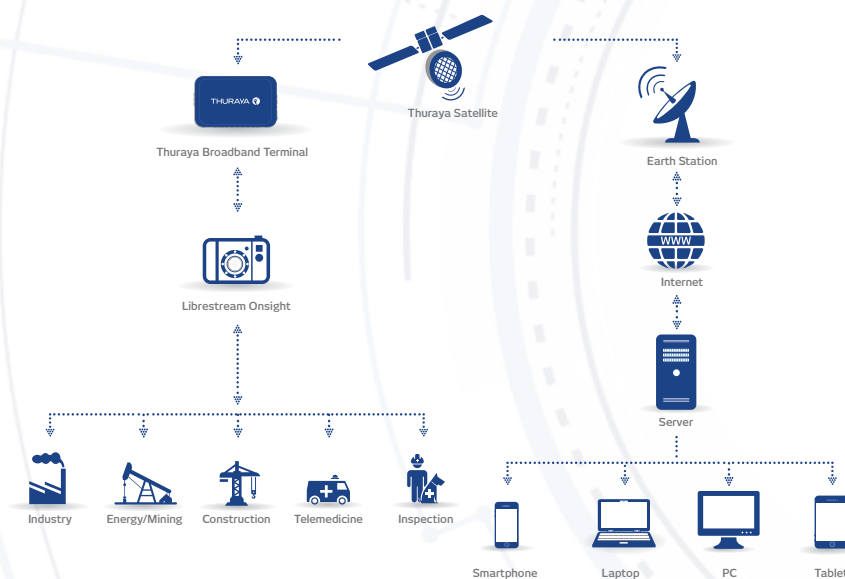 Thuraya Satellite
THURAYA
Thuraya Broadband Terminal
Earth Station
WWW
Internet
Librestream Onsight
Server
Industry
Energy/Mining
Construction
Telemedicine
Inspection
Smartphone
Laptop
PC
Tablet